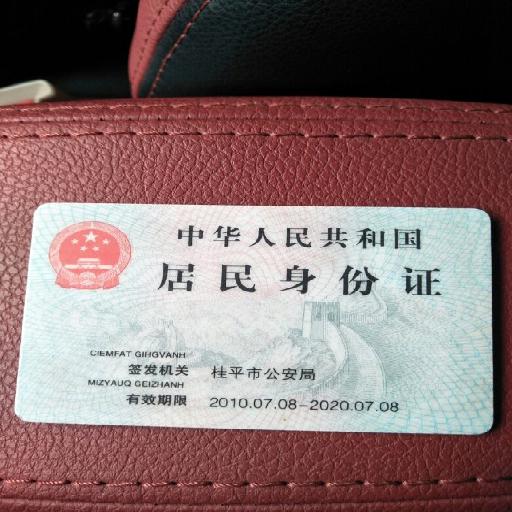 中华人民共和国
居民身份证
CIEMFAT GIHGVANH
签发机关 桂平市公安局
MIZYAUQ GEIZHANH
有效期限 2010.07.08-2020.07.08